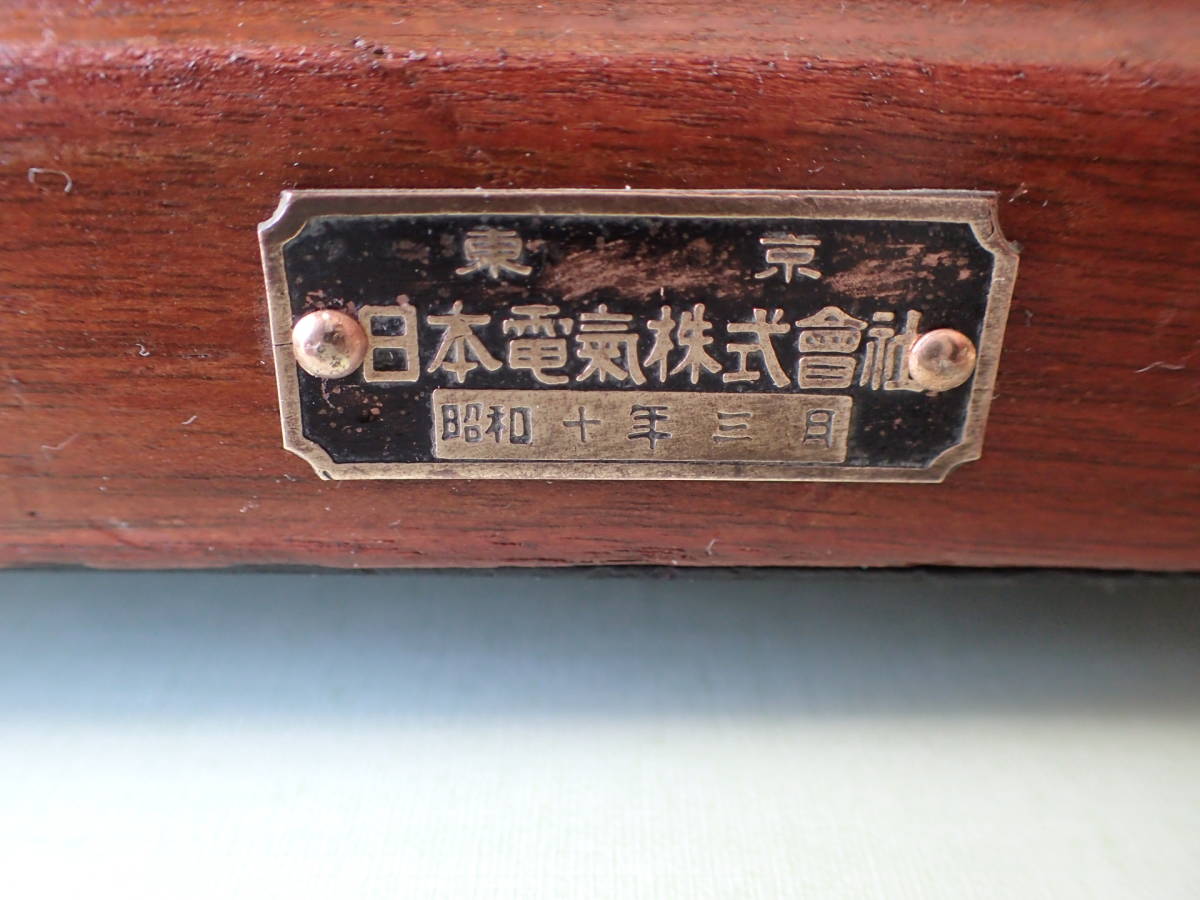 東京
日本電氣株式會社
昭和十年三月